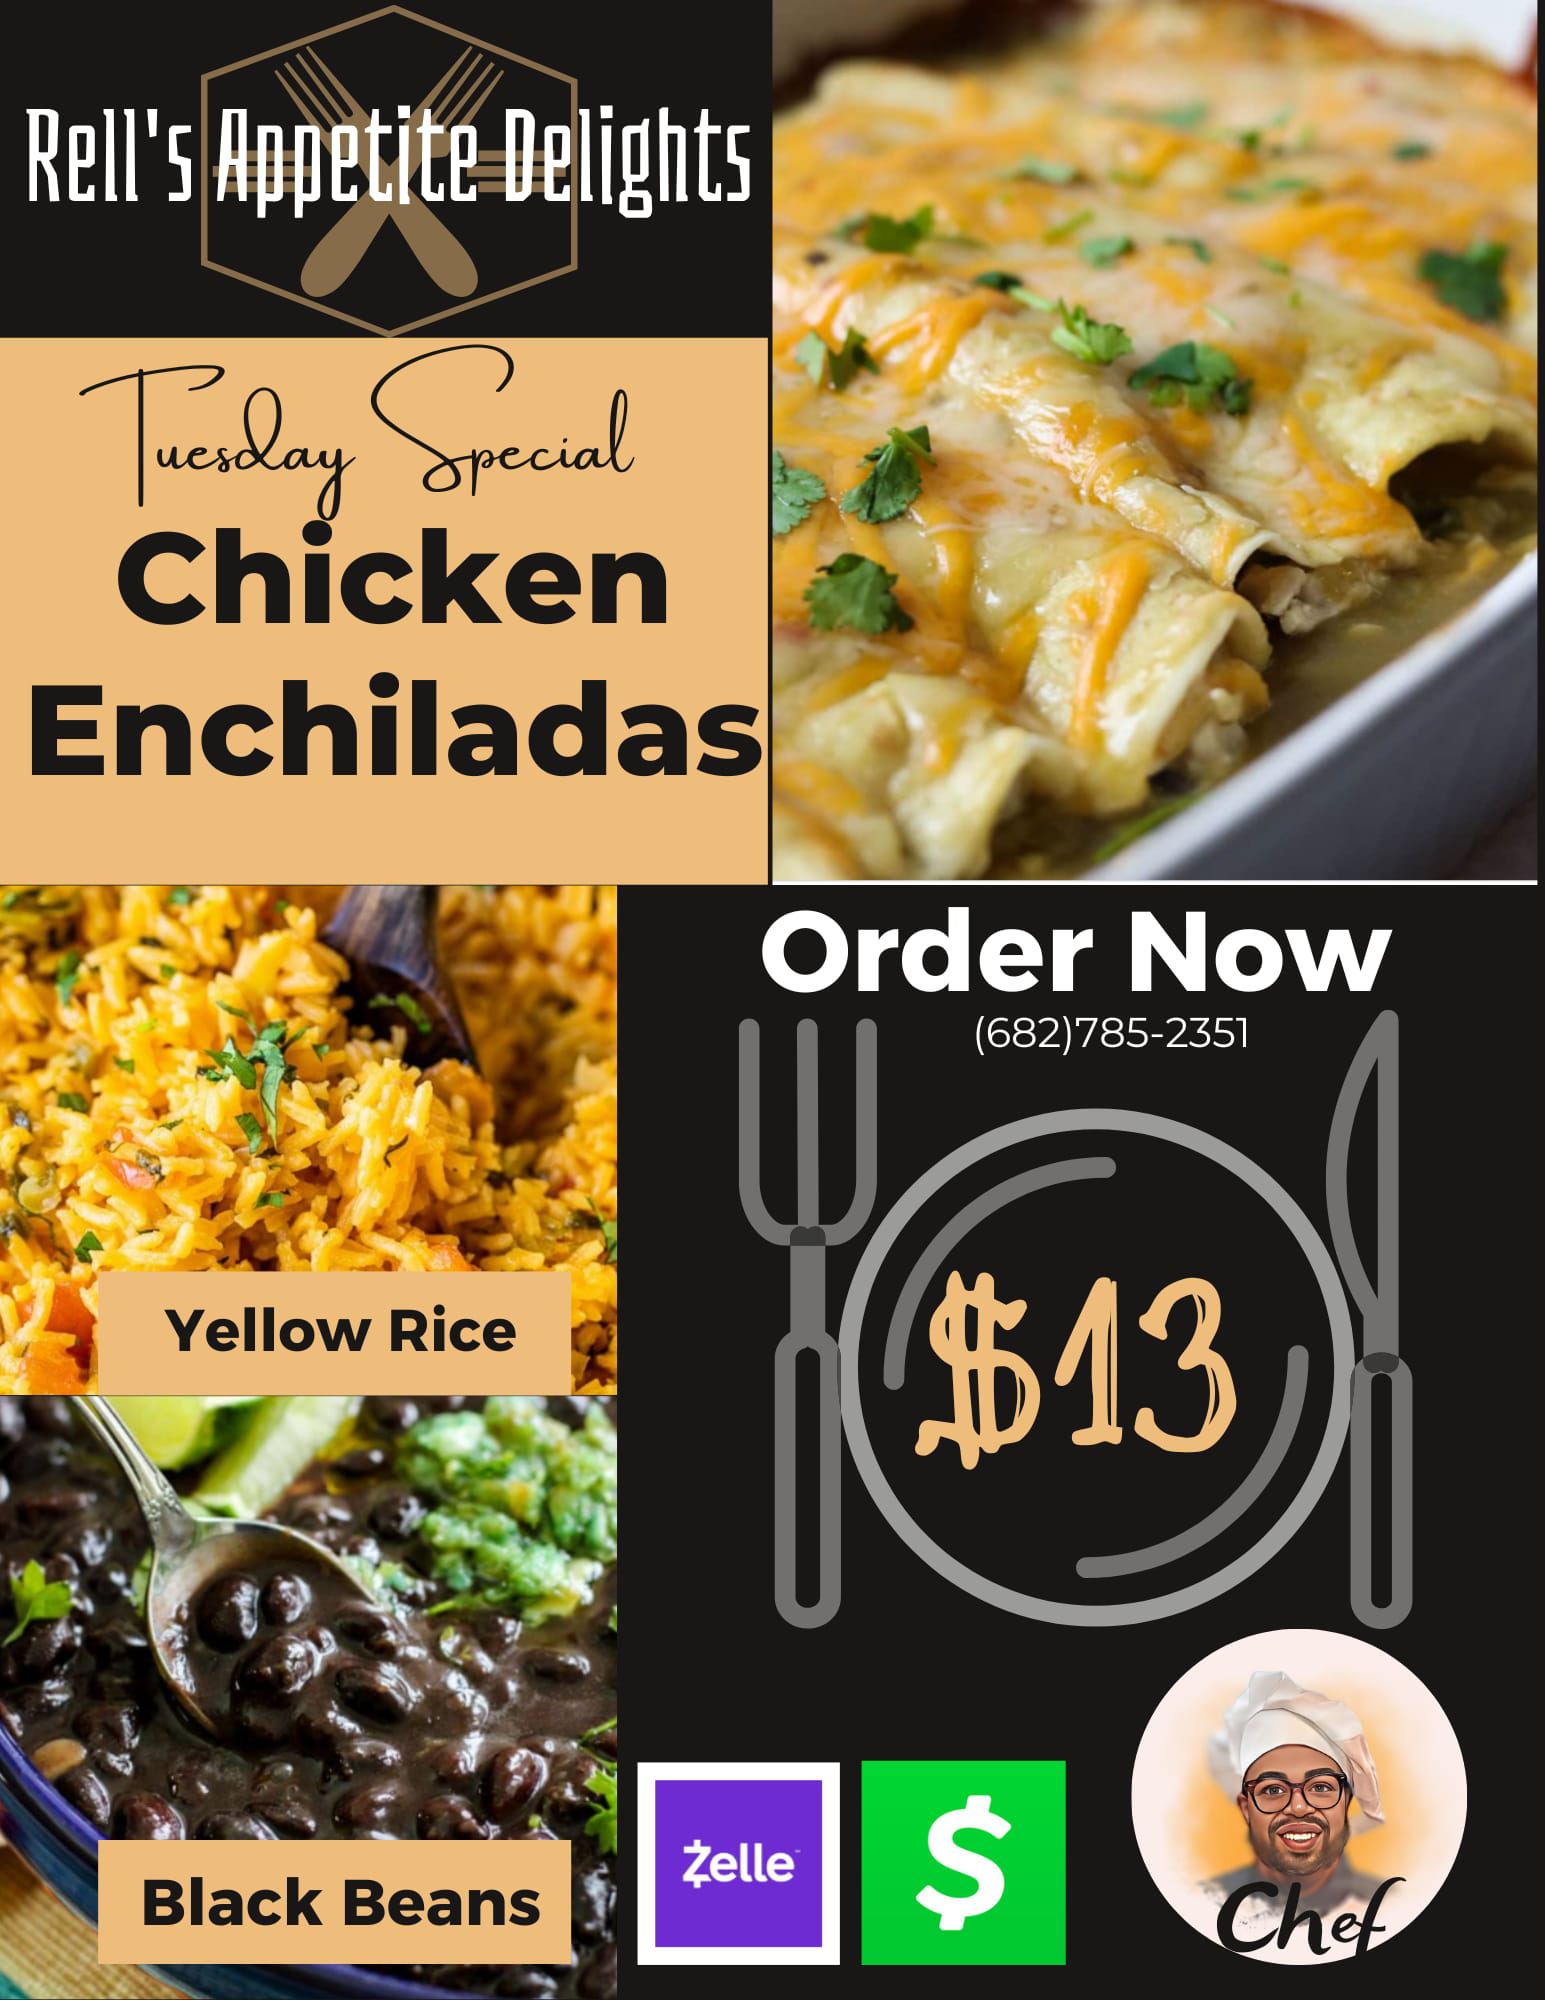 Rell's Appetite Delights
Tuesday Special
Chicken
Enchiladas
Order Now
(682)785-2351
$13
Yellow Rice
Black Beans
Zelle
$
Chef